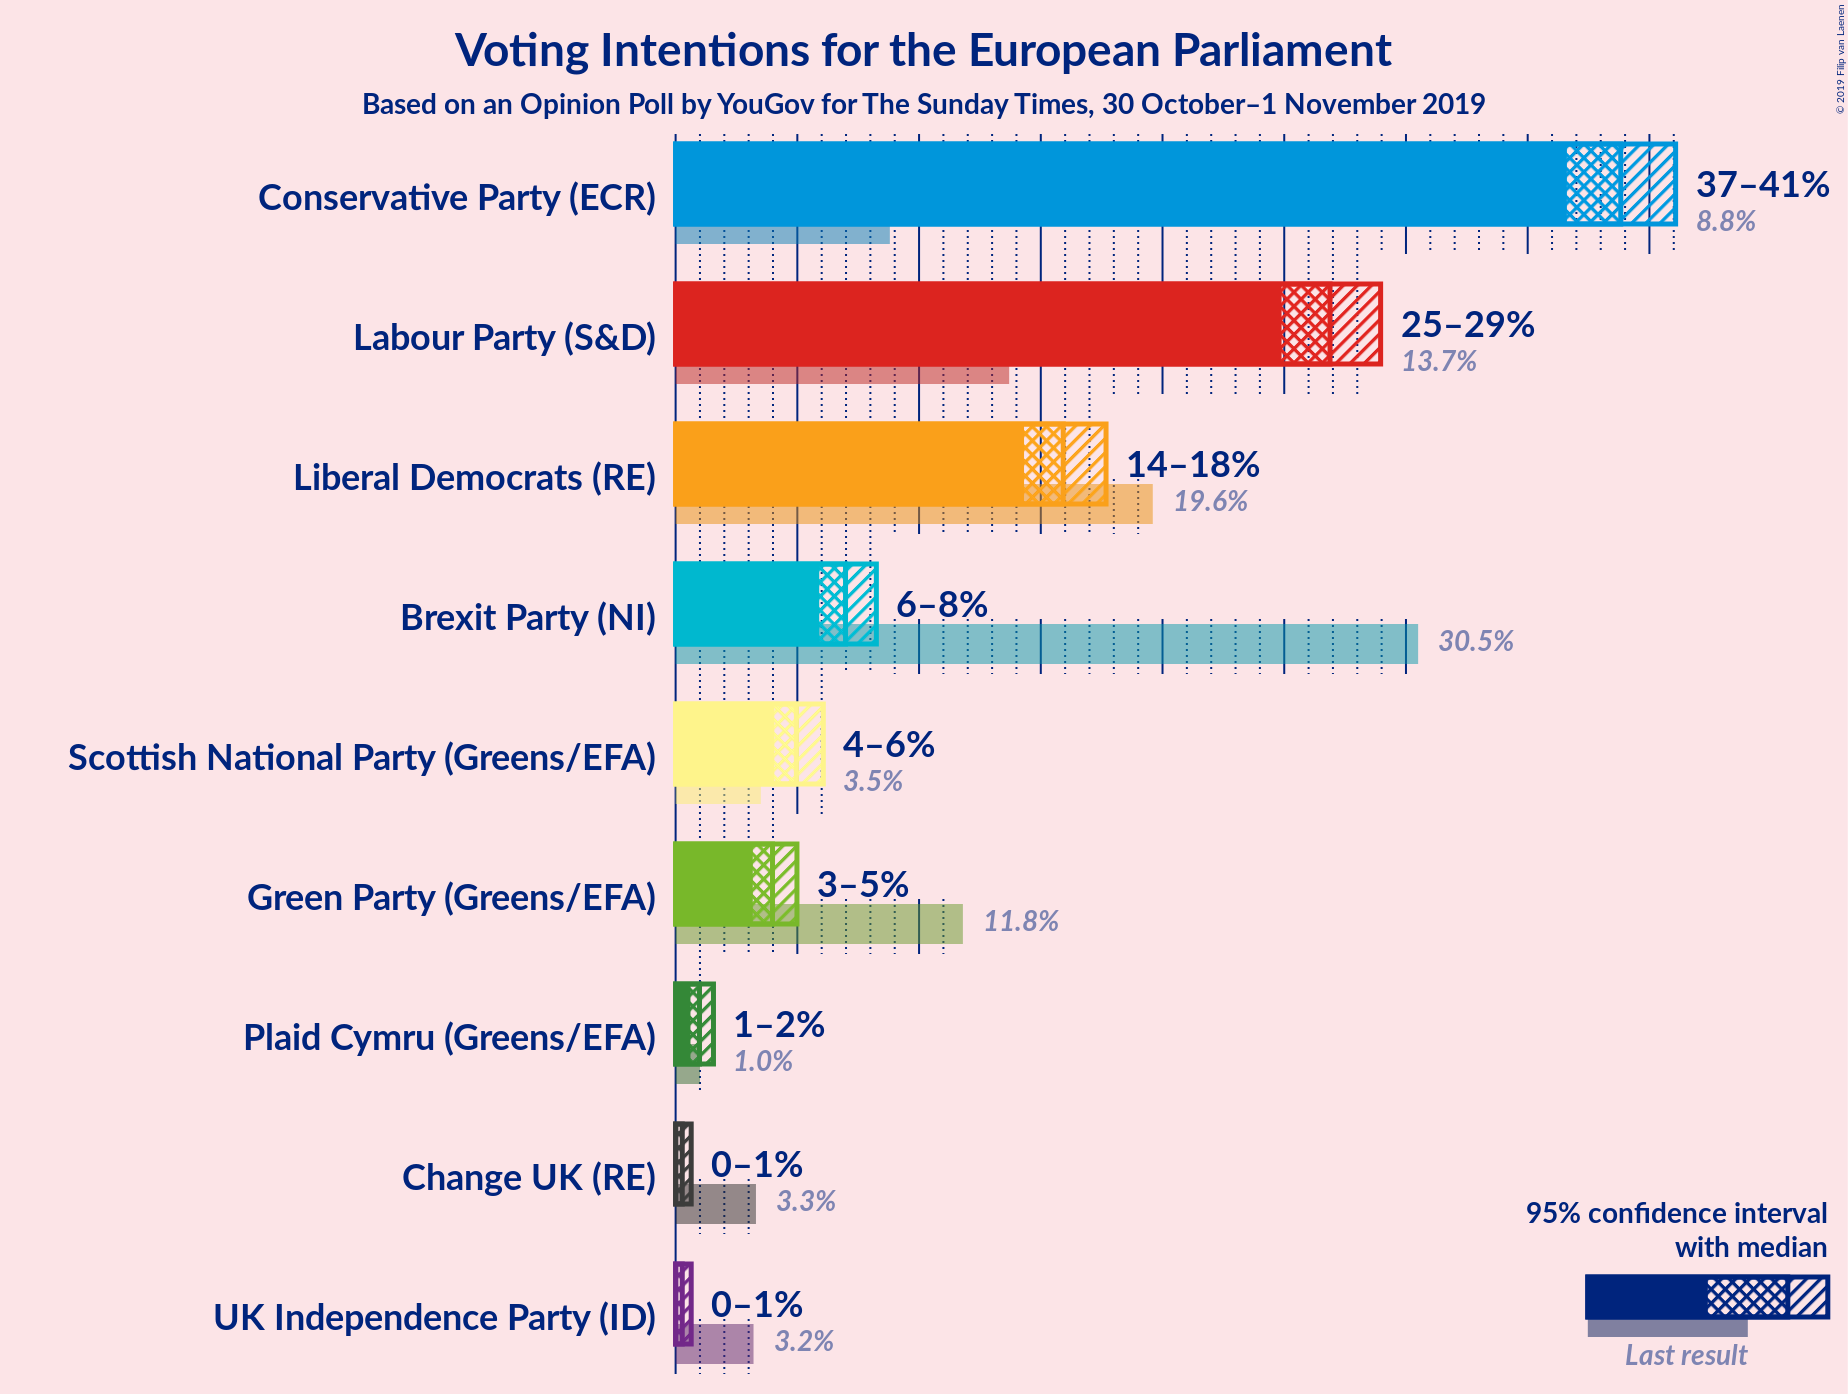 Voting Intentions for the European Parliament
Based on an Opinion Poll by YouGov for The Sunday Times, 30 October–1 November 2019
© 2019 Filip van Laenen
Conservative Party (ECR)
37–41%
8.8%
Labour Party (S&D)
25–29%
13.7%
Liberal Democrats (RE)
14–18%
19.6%
Brexit Party (NI)
6–8%
30.5%
Scottish National Party (Greens/EFA)
4–6%
3.5%
Green Party (Greens/EFA)
3–5%
11.8%
Plaid Cymru (Greens/EFA)
1–2%
1.0%
Change UK (RE)
0–1%
3.3%
UK Independence Party (ID)
0–1%
3.2%
95% confidence interval
with median
Last result